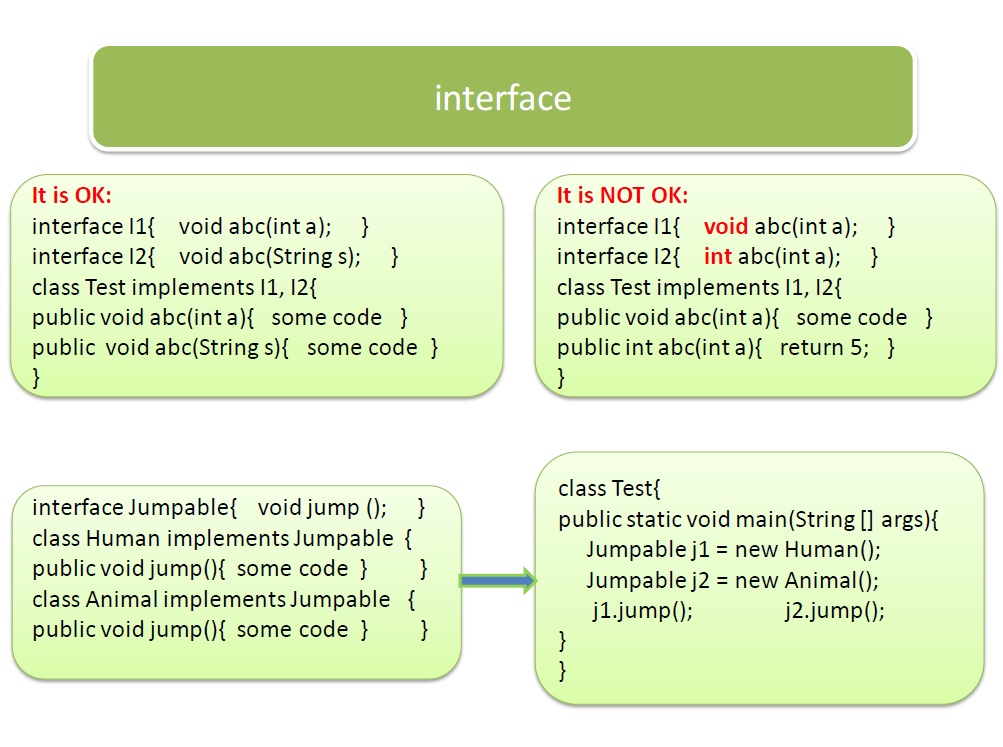 interface
It is OK:
interface I1{ void abc(int a); }
interface I2{ void abc(String s); }
class Test implements I1, I2{
public void abc(int a){ some code }
public void abc(String s){ some code }
}
It is NOT OK:
interface I1{ void abc(int a); }
interface I2{ int abc(int a); }
class Test implements I1, I2{
public void abc(int a){ some code }
public int abc(int a){ return 5; }
}
interface Jumpable{ void jump (); }
class Human implements Jumpable {
public void jump(){ some code } }
class Animal implements Jumpable {
public void jump(){ some code } }
class Test{
public static void main(String [] args){
Jumpable j1 = new Human();
Jumpable j2 = new Animal();
j1.jump(); j2.jump();
}
}